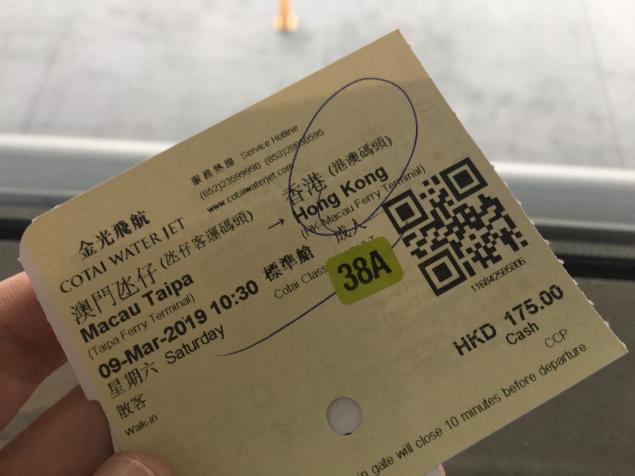 服務熱線 Service Hotline
(852)23599990 (853)28850595
www.cotaiwaterjet.com
金光飛航
COTAI WATER JET
澳門氹仔 (氹仔客運碼頭) → 香港 (港澳碼頭)
Macau Taipa Hong Kong
(Taipa Ferry Terminal) (HK Macau Ferry Terminal)
09-Mar-2019 10:30 標準艙 成人
星期六 Saturday Cotai Class
38A
散客
Walk-in
116842585806
HKD 175.00
Cash
CCP
gate will close 10 minutes before departure.